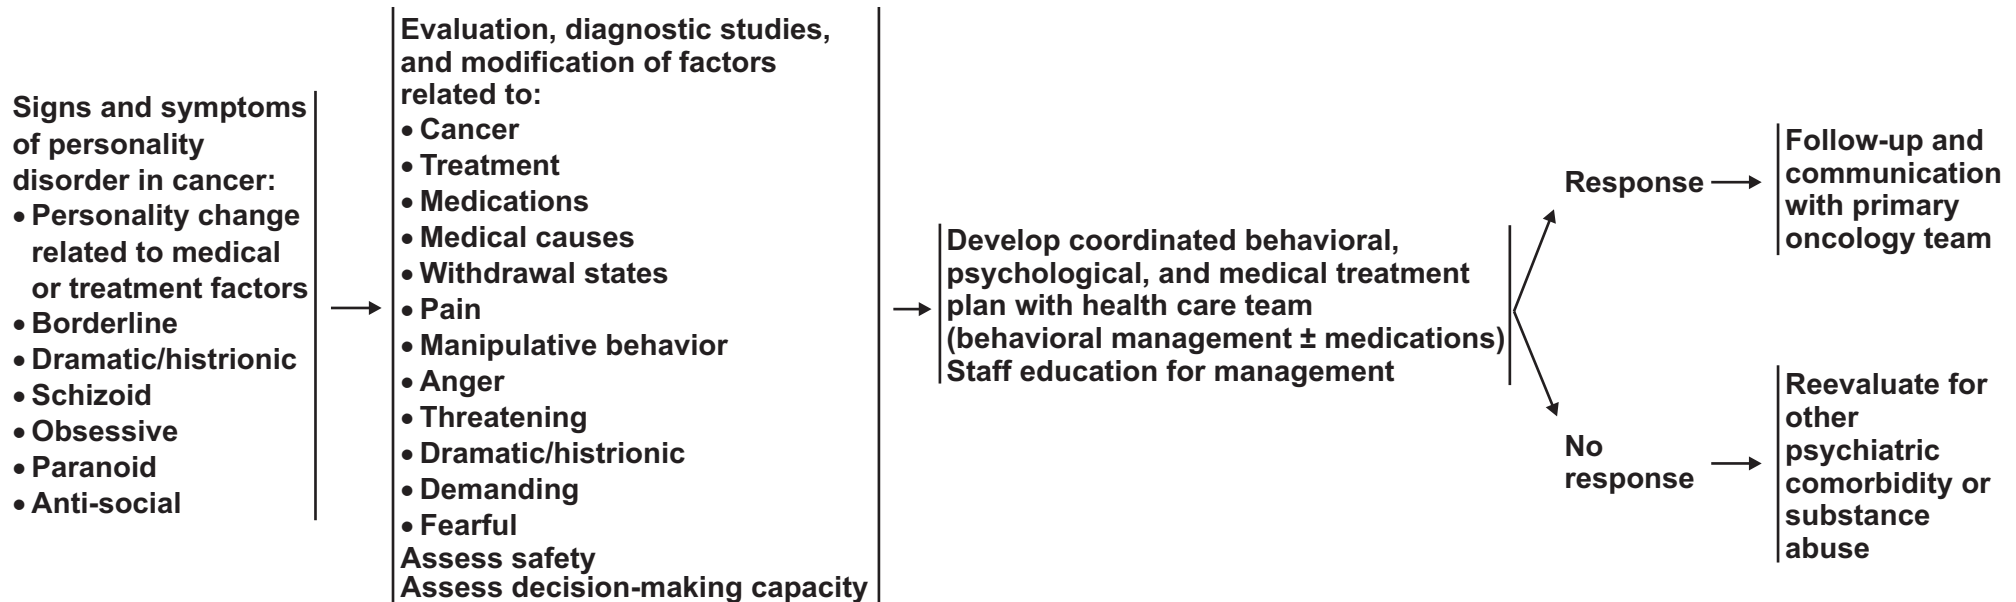 Signs and symptoms
of personality
disorder in cancer:
• Personality change
related to medical
or treatment factors
• Borderline
• Dramatic/histrionic
• Schizoid
• Obsessive
• Paranoid
• Anti-social
Evaluation, diagnostic studies,
and modification of factors
related to:
• Cancer
• Treatment
• Medications
• Medical causes
• Withdrawal states
• Pain
• Manipulative behavior
• Anger
• Threatening
• Dramatic/histrionic
• Demanding
• Fearful
Assess safety
Assess decision-making capacity
Develop coordinated behavioral,
psychological, and medical treatment
plan with health care team
(behavioral management ± medications)
Staff education for management
Response
Follow-up and
communication
with primary
oncology team
No
response
Reevaluate for
other
psychiatric
comorbidity or
substance
abuse